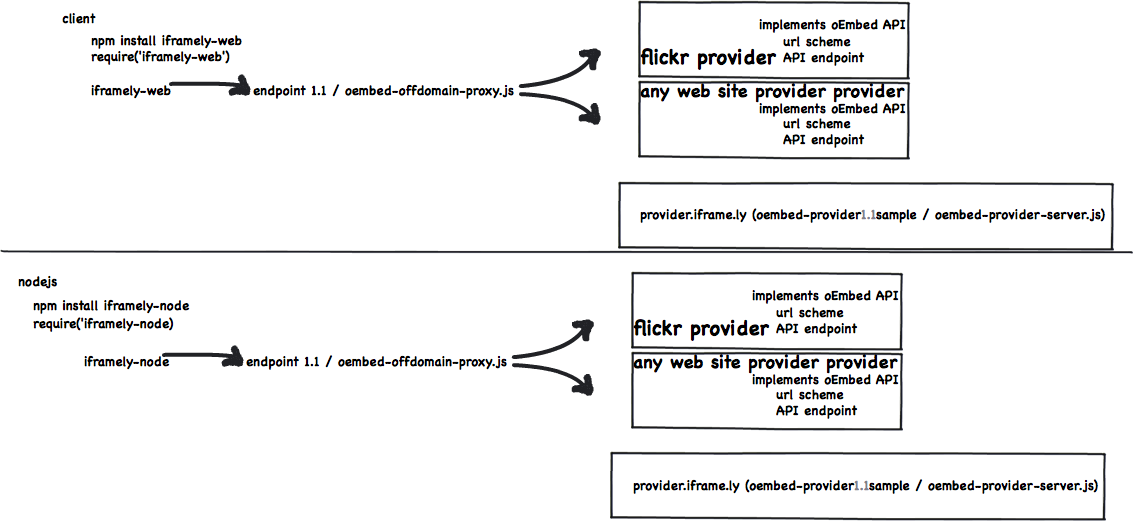 client
npm install iframely-web
require('iframely-web')
iframely-web
endpoint 1.1 / oembed-offdomain-proxy.js
implements oEmbed API
url scheme
flickr provider API endpoint
any web site provider provider
implements oEmbed API
url scheme
API endpoint
provider.iframe.ly (oembed-provider1.1sample / oembed-provider-server.js)
nodejs
npm install iframely-node
require('iframely-node)
iframely-node
endpoint 1.1 / oembed-offdomain-proxy.js
implements oEmbed API
url scheme
flickr provider API endpoint
any web site provider provider
implements oEmbed API
url scheme
API endpoint
provider.iframe.ly (oembed-provider1.1sample / oembed-provider-server.js)